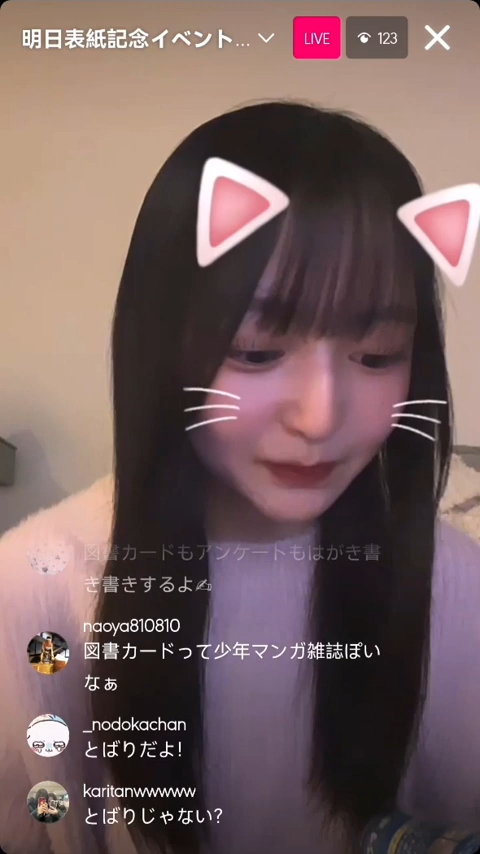 明日表紙記念イベント...
LIVE
123
図書カードもアンケートもはがき書
き書きするよ✍
naoya810810
図書カードって少年マンガ雑誌ぽい
なぁ
_nodokachan
とばりだよ!
karitanwwwww
とばりじゃない?